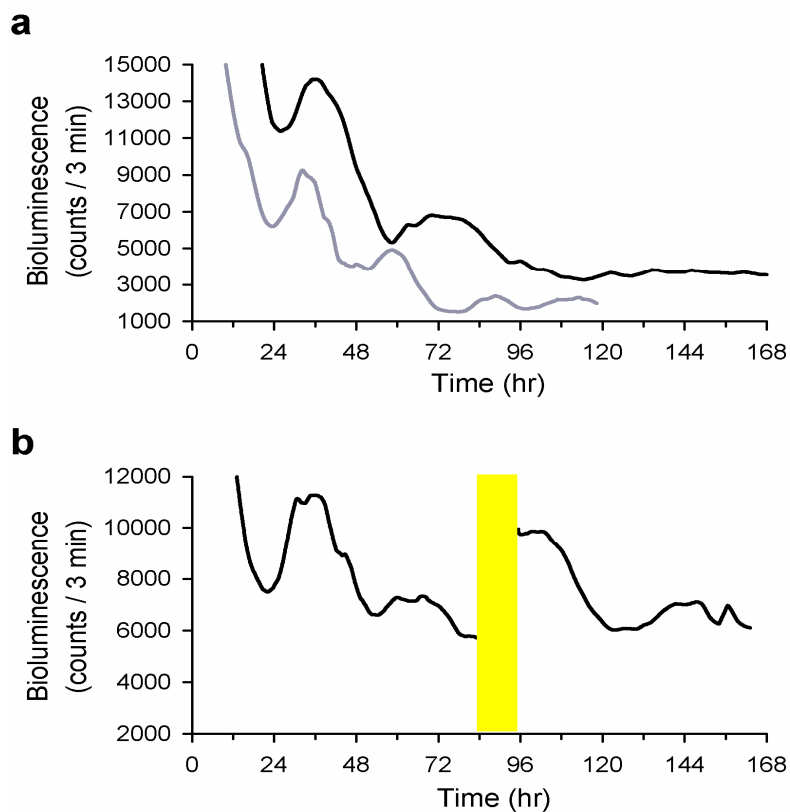 a
Bioluminescence
(counts / 3 min)
15000
13000
11000
9000
7000
5000
3000
1000
0 24 48 72 96 120 144 168
Time (hr)
b
Bioluminescence
(counts / 3 min)
12000
10000
8000
6000
4000
2000
0 24 48 72 96 120 144 168
Time (hr)